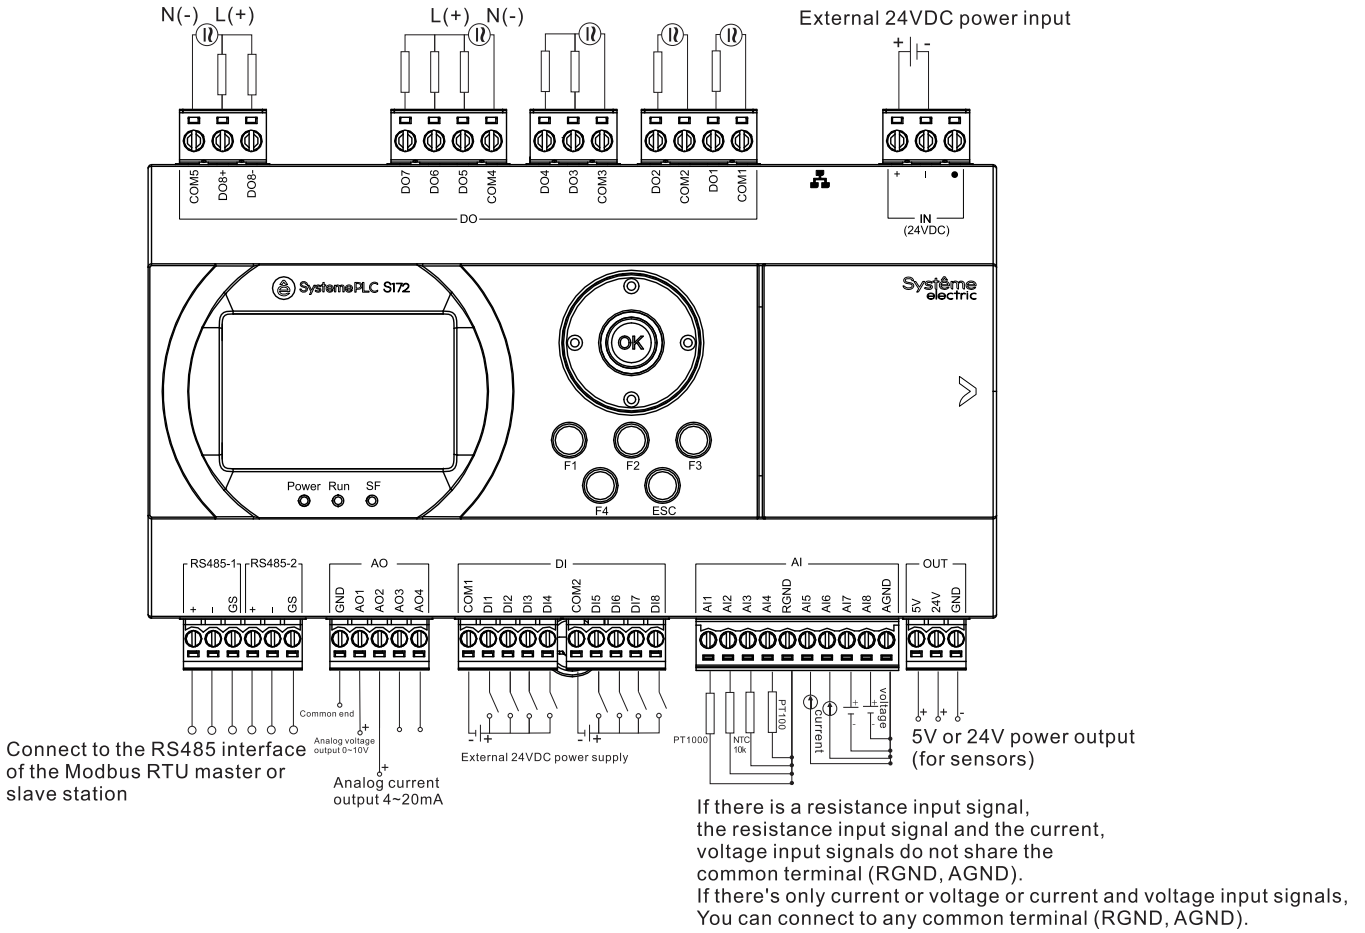 N(-) L(+)
L(+) N(-)
External 24VDC power input
+ -
COM5 DO8+ DO8-
DO7 DO6 DO5 COM4
DO4 DO3 COM3
DO2 COM2 DO1 COM1
+ – ●
DO
IN
(24VDC)
SystemePLC S172
Système
electric
OK
F1 F2 F3
F4 ESC
Power Run SF
RS485-1 RS485-2
AO
DI
AI
OUT
+ – GS + – GS
GND AO1 AO2 AO3 AO4
COM1 DI1 DI2 DI3 DI4
COM2 DI5 DI6 DI7 DI8
AI1 AI2 AI3 AI4 RGND AI5 AI6 AI7 AI8 AGND
5V 24V GND
Common end
+
Analog voltage
output 0~10V
+
Analog current
output 4~20mA
- +
- +
External 24VDC power supply
PT1000
NTC
10k
PT100
current
+ -
+ -
voltage
+ + -
Connect to the RS485 interface
of the Modbus RTU master or
slave station
5V or 24V power output
(for sensors)
If there is a resistance input signal,
the resistance input signal and the current,
voltage input signals do not share the
common terminal (RGND, AGND).
If there's only current or voltage or current and voltage input signals,
You can connect to any common terminal (RGND, AGND).